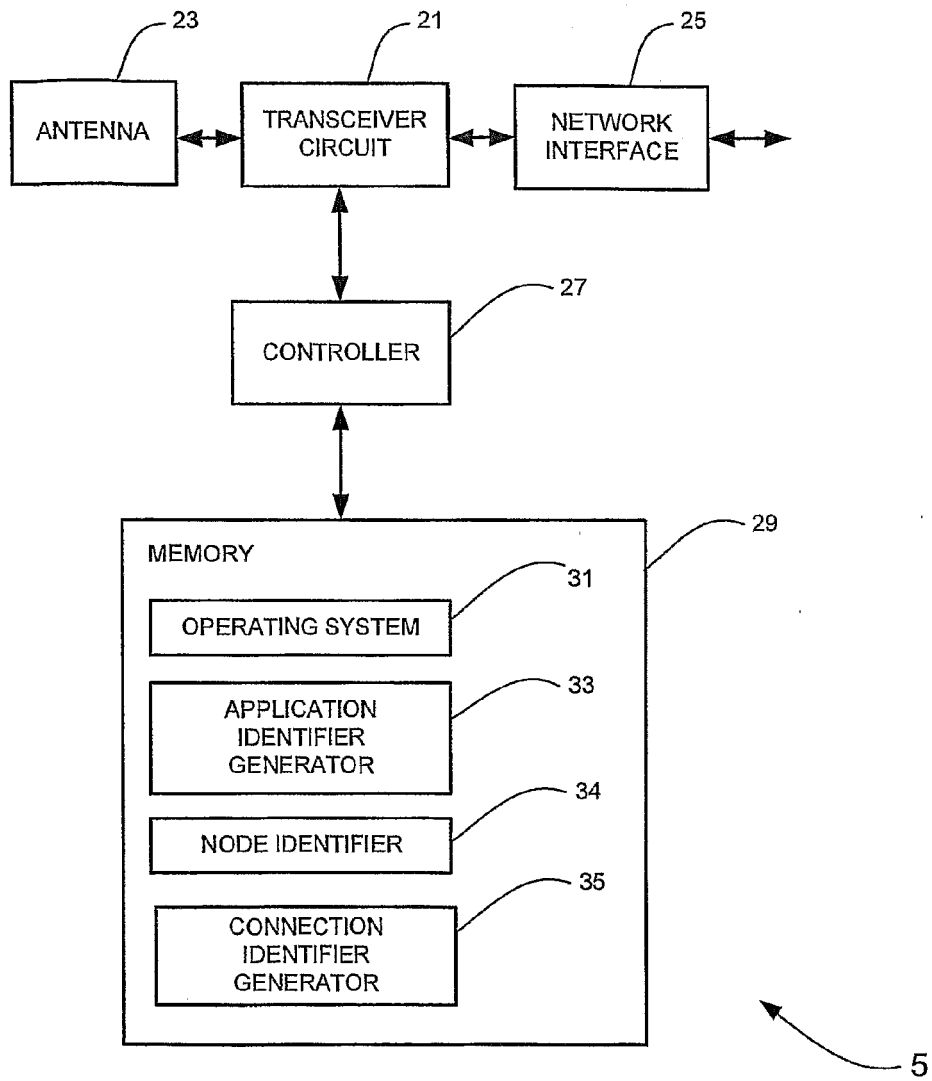 23
21
25
ANTENNA
TRANSCEIVER
CIRCUIT
NETWORK
INTERFACE
27
CONTROLLER
29
MEMORY
31
OPERATING SYSTEM
33
APPLICATION
IDENTIFIER
GENERATOR
34
NODE IDENTIFIER
35
CONNECTION
IDENTIFIER
GENERATOR
5